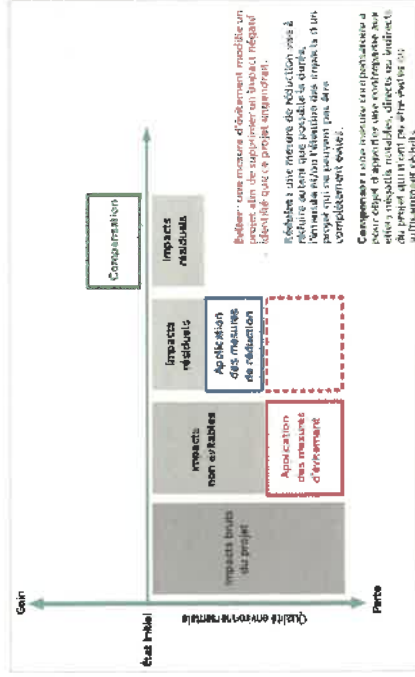 Gain
État initial
Qualité environnementale
Perte
Impacts bruts
du projet
Impacts
non évitables
Application
des mesures
d'évitement
Impacts
résiduels
Application
des mesures
de réduction
Impacts
résiduels
Compensation
Éviter : une mesure d'évitement modifie un
projet afin de supprimer un impact négatif
identifié que ce projet engendrait.
Réduire : une mesure de réduction vise à
réduire autant que possible la durée,
l'intensité et/ou l'étendue des impacts d'un
projet qui ne peuvent pas être
complètement évités.
Compenser : une mesure compensatoire a
pour objet d'apporter une contrepartie aux
effets négatifs notables, directs ou indirects
du projet qui n'ont pu être évités ou
suffisamment réduits.